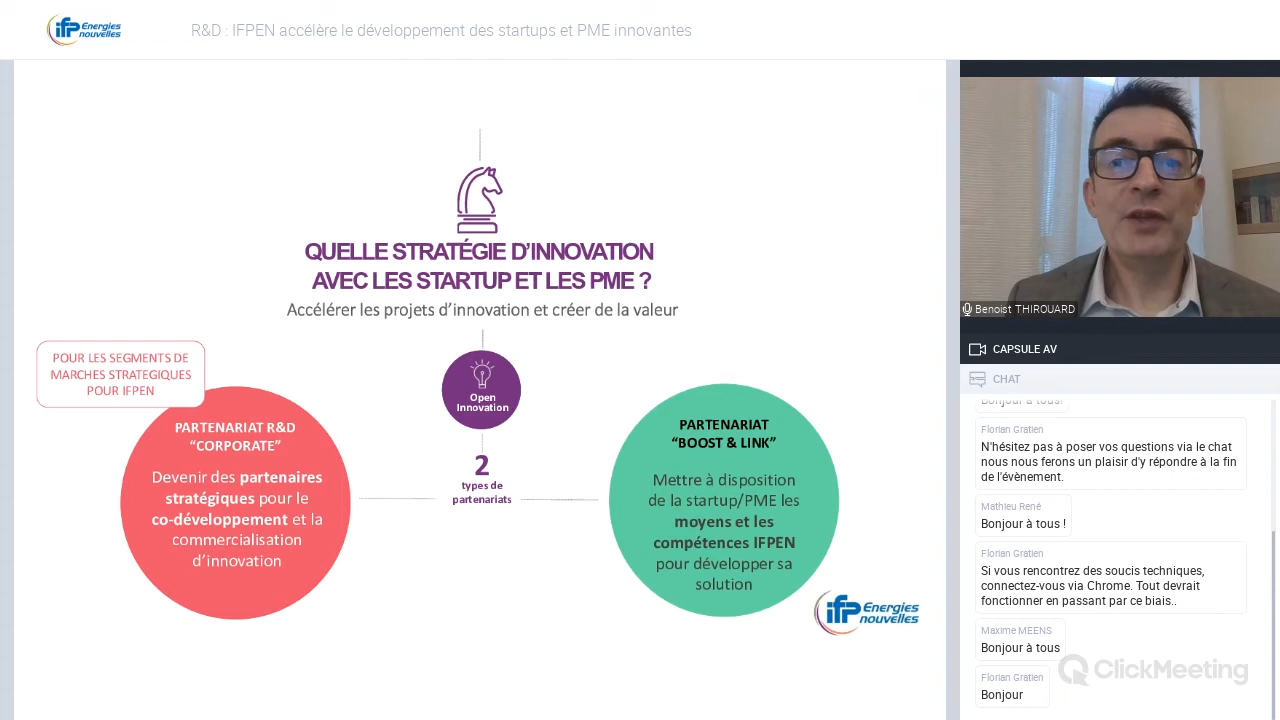 ifp Energies nouvelles
R&D : IFPEN accélère le développement des startups et PME innovantes
QUELLE STRATÉGIE D'INNOVATION
AVEC LES STARTUP ET LES PME ?
Accélérer les projets d'innovation et créer de la valeur
POUR LES SEGMENTS DE
MARCHES STRATEGIQUES
POUR IFPEN
PARTENARIAT R&D
“CORPORATE”
Devenir des partenaires
stratégiques pour le
co-développement et la
commercialisation
d'innovation
Open
Innovation
2
types de
partenariats
PARTENARIAT
“BOOST & LINK”
Mettre à disposition
de la startup/PME les
moyens et les
compétences IFPEN
pour développer sa
solution
ifp Energies nouvelles
Benoist THIROUARD
CAPSULE AV
CHAT
Bonjour à tous!
Florian Gratien
N'hésitez pas à poser vos questions via le chat
nous nous ferons un plaisir d'y répondre à la fin
de l'évènement.
Mathieu René
Bonjour à tous !
Florian Gratien
Si vous rencontrez des soucis techniques,
connectez-vous via Chrome. Tout devrait
fonctionner en passant par ce biais..
Maxime MEENS
Bonjour à tous
Florian Gratien
Bonjour
ClickMeeting